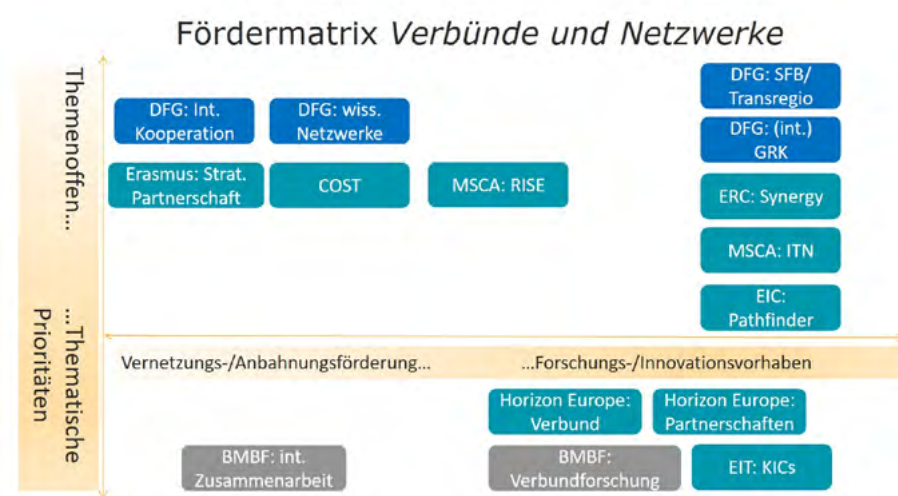 Fördermatrix Verbünde und Netzwerke
Themenoffen...
DFG: Int.
Kooperation
DFG: wiss.
Netzwerke
DFG: SFB/
Transregio
DFG: (int.)
GRK
Erasmus: Strat.
Partnerschaft
COST
MSCA: RISE
ERC: Synergy
MSCA: ITN
EIC:
Pathfinder
...Thematische
Prioritäten
Vernetzungs-/Anbahnungsförderung...
...Forschungs-/Innovationsvorhaben
Horizon Europe:
Verbund
Horizon Europe:
Partnerschaften
BMBF: int.
Zusammenarbeit
BMBF:
Verbundforschung
EIT: KICs